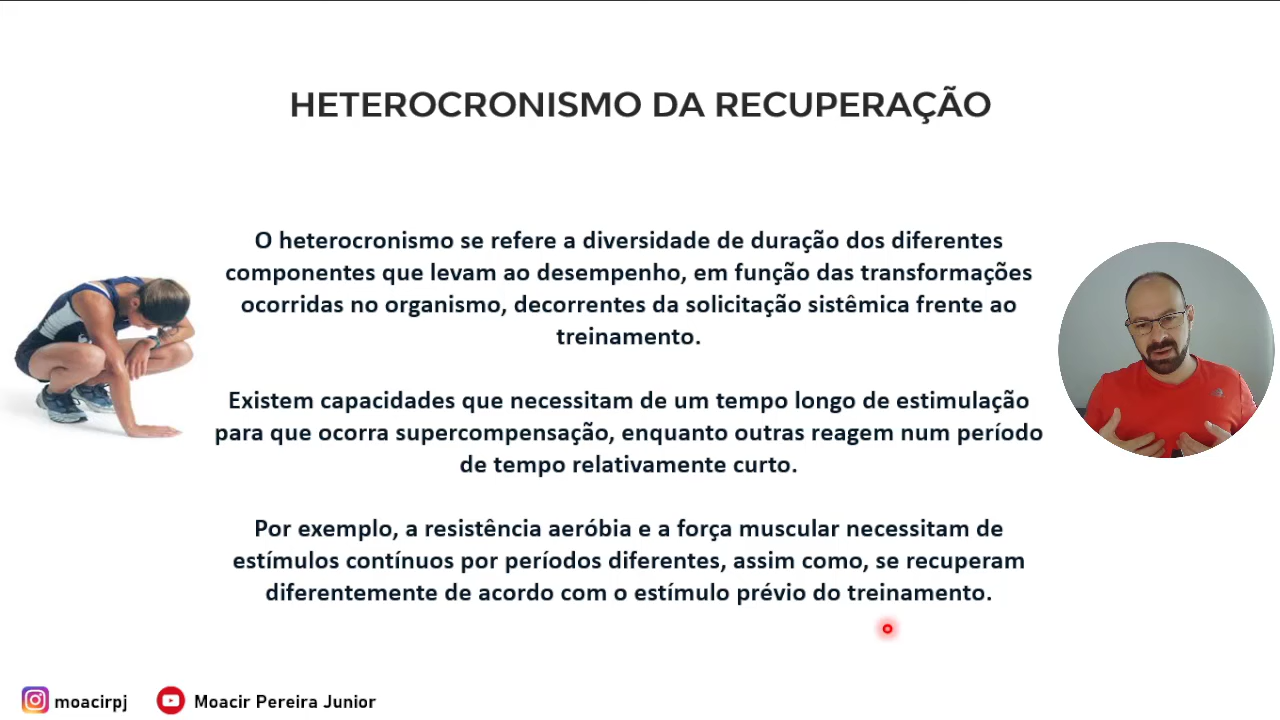 HETEROCRONISMO DA RECUPERAÇÃO
O heterocronismo se refere a diversidade de duração dos diferentes
componentes que levam ao desempenho, em função das transformações
ocorridas no organismo, decorrentes da solicitação sistêmica frente ao
treinamento.
Existem capacidades que necessitam de um tempo longo de estimulação
para que ocorra supercompensação, enquanto outras reagem num período
de tempo relativamente curto.
Por exemplo, a resistência aeróbia e a força muscular necessitam de
estímulos contínuos por períodos diferentes, assim como, se recuperam
diferentemente de acordo com o estímulo prévio do treinamento.
moacirpj
Moacir Pereira Junior